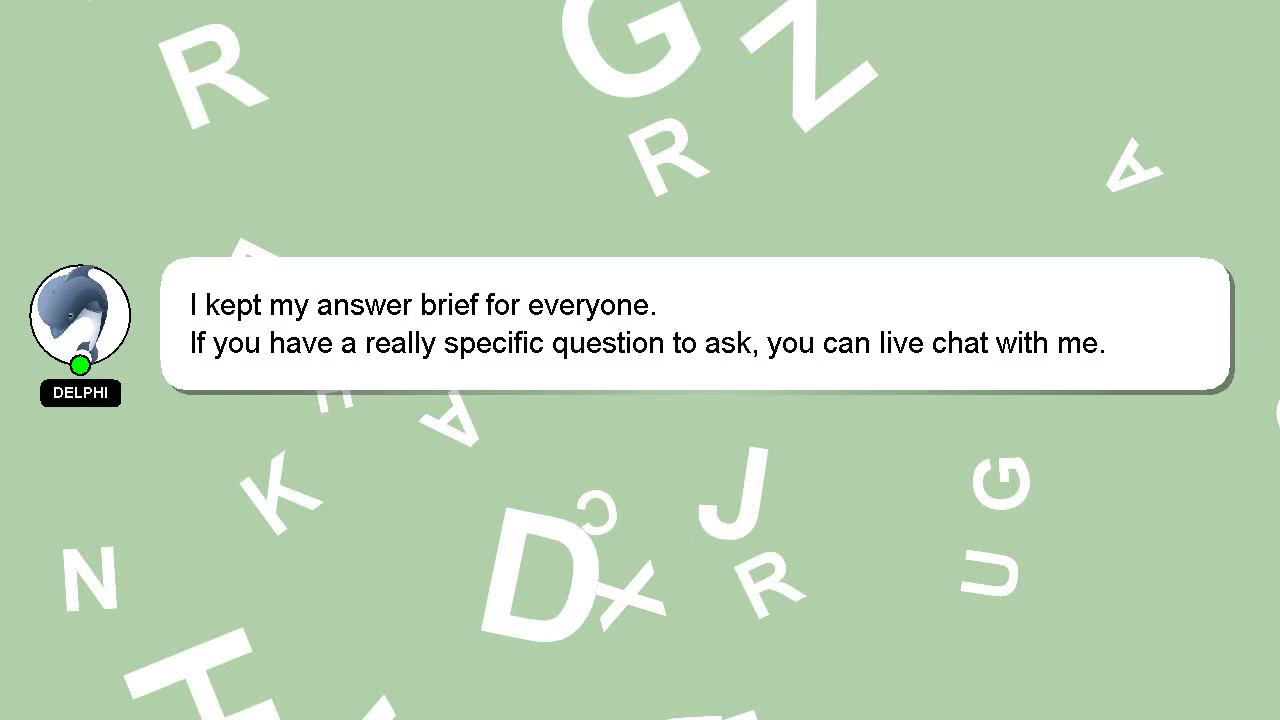 R
G
Z
R
A
I kept my answer brief for everyone.
If you have a really specific question to ask, you can live chat with me.
DELPHI
A
K
J
G
C
D
N
X
R
U